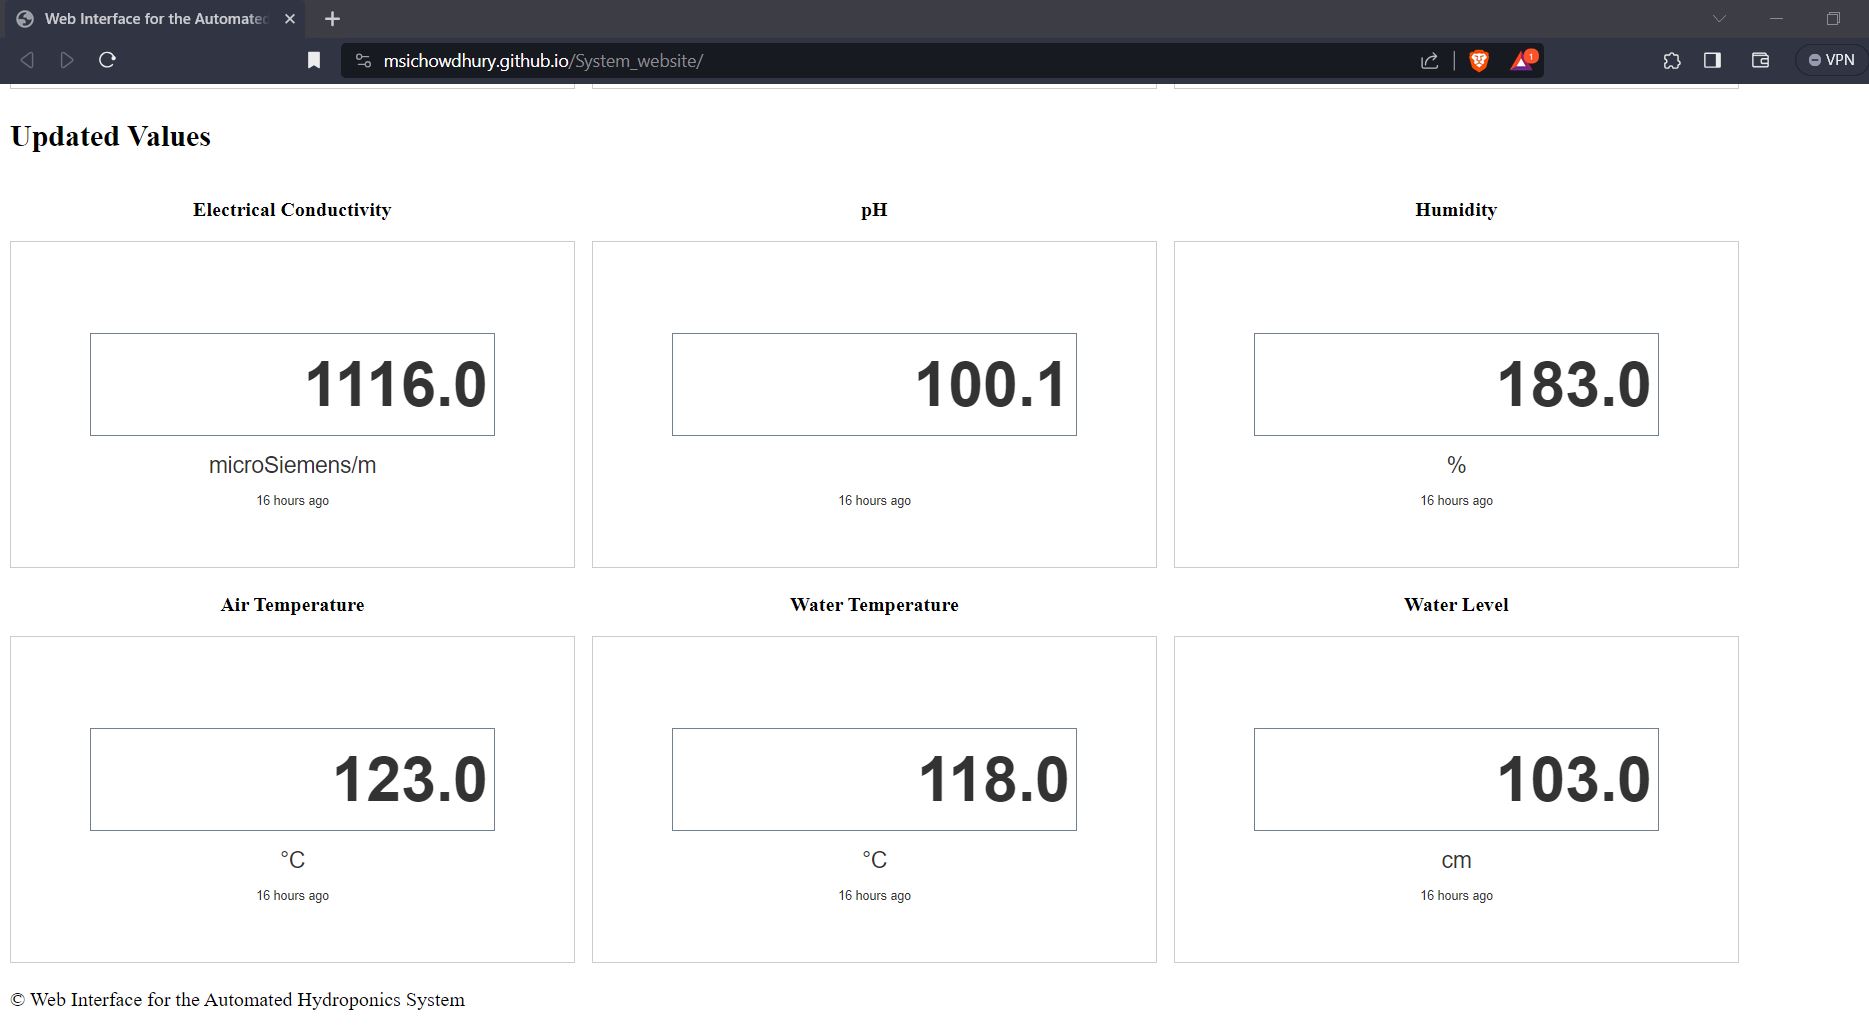 Web Interface for the Automated
msichowdhury.github.io/System_website/
1
VPN
Updated Values
Electrical Conductivity
pH
Humidity
1116.0
100.1
183.0
microSiemens/m
%
16 hours ago
16 hours ago
16 hours ago
Air Temperature
Water Temperature
Water Level
123.0
118.0
103.0
°C
°C
cm
16 hours ago
16 hours ago
16 hours ago
© Web Interface for the Automated Hydroponics System